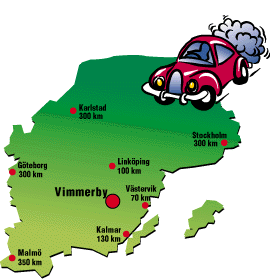 Karlstad
300 km
Stockholm
300 km
Göteborg
300 km
Linköping
100 km
Vimmerby
Västervik
70 km
Kalmar
130 km
Malmö
350 km